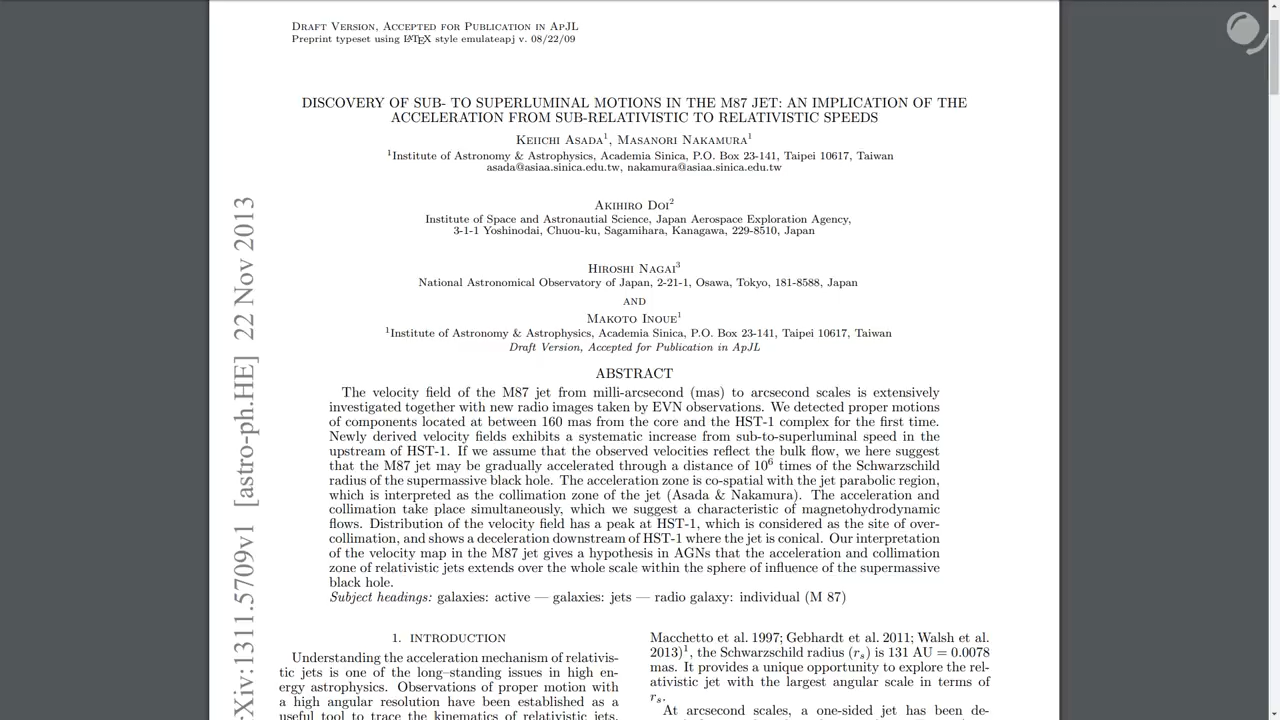 DRAFT VERSION, ACCEPTED FOR PUBLICATION IN APJL
Preprint typeset using LATEX style emulateapj v. 08/22/09
DISCOVERY OF SUB- TO SUPERLUMINAL MOTIONS IN THE M87 JET: AN IMPLICATION OF THE
ACCELERATION FROM SUB-RELATIVISTIC TO RELATIVISTIC SPEEDS
KEIICHI ASADA¹, MASANORI NAKAMURA¹
¹Institute of Astronomy & Astrophysics, Academia Sinica, P.O. Box 23-141, Taipei 10617, Taiwan
asada@asiaa.sinica.edu.tw, nakamura@asiaa.sinica.edu.tw
AKIHIRO DOI²
Institute of Space and Astronautial Science, Japan Aerospace Exploration Agency,
3-1-1 Yoshinodai, Chuou-ku, Sagamihara, Kanagawa, 229-8510, Japan
HIROSHI NAGAI³
National Astronomical Observatory of Japan, 2-21-1, Osawa, Tokyo, 181-8588, Japan
AND
MAKOTO INOUE¹
¹Institute of Astronomy & Astrophysics, Academia Sinica, P.O. Box 23-141, Taipei 10617, Taiwan
Draft Version, Accepted for Publication in ApJL
ABSTRACT
The velocity field of the M87 jet from milli-arcsecond (mas) to arcsecond scales is extensively
investigated together with new radio images taken by EVN observations. We detected proper motions
of components located at between 160 mas from the core and the HST-1 complex for the first time.
Newly derived velocity fields exhibits a systematic increase from sub-to-superluminal speed in the
upstream of HST-1. If we assume that the observed velocities reflect the bulk flow, we here suggest
that the M87 jet may be gradually accelerated through a distance of 10⁶ times of the Schwarzschild
radius of the supermassive black hole. The acceleration zone is co-spatial with the jet parabolic region,
which is interpreted as the collimation zone of the jet (Asada & Nakamura). The acceleration and
collimation take place simultaneously, which we suggest a characteristic of magnetohydrodynamic
flows. Distribution of the velocity field has a peak at HST-1, which is considered as the site of over-
collimation, and shows a deceleration downstream of HST-1 where the jet is conical. Our interpretation
of the velocity map in the M87 jet gives a hypothesis in AGNs that the acceleration and collimation
zone of relativistic jets extends over the whole scale within the sphere of influence of the supermassive
black hole.
Subject headings: galaxies: active — galaxies: jets — radio galaxy: individual (M 87)
1. INTRODUCTION
Understanding the acceleration mechanism of relativis-
tic jets is one of the long–standing issues in high en-
ergy astrophysics. Observations of proper motion with
a high angular resolution have been established as a
useful tool to trace the kinematics of relativistic jets.
Macchetto et al. 1997; Gebhardt et al. 2011; Walsh et al.
2013)¹, the Schwarzschild radius (rs) is 131 AU = 0.0078
mas. It provides a unique opportunity to explore the rel-
ativistic jet with the largest angular scale in terms of
rs.
At arcsecond scales, a one-sided jet has been de-
Xiv:1311.5709v1 [astro-ph.HE] 22 Nov 2013